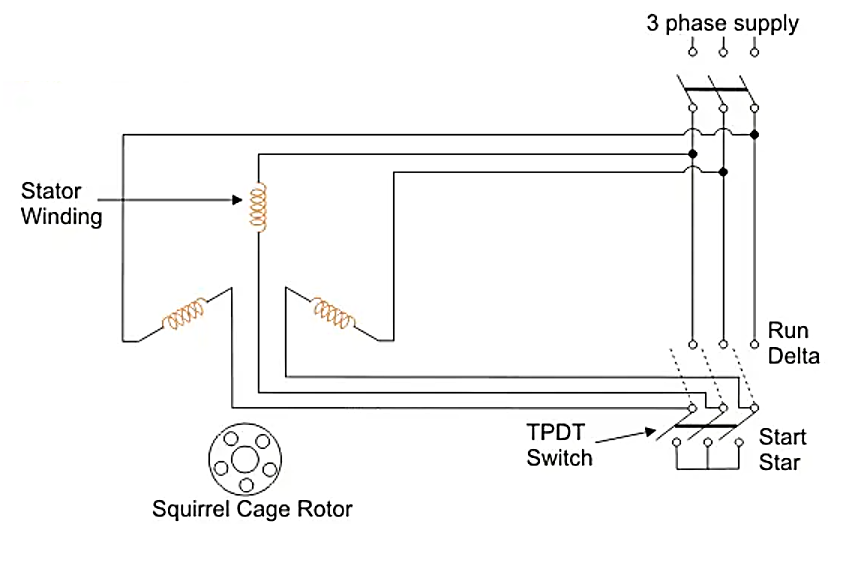 3 phase supply
Stator
Winding
Run
Delta
TPDT
Switch
Start
Star
Squirrel Cage Rotor